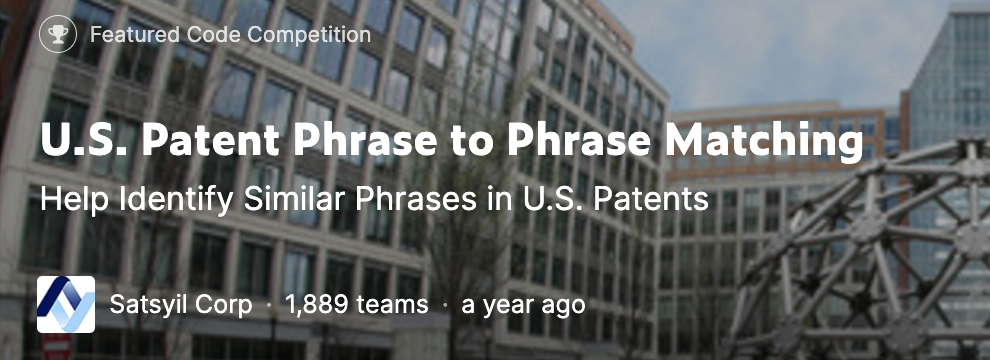 Featured Code Competition
U.S. Patent Phrase to Phrase Matching
Help Identify Similar Phrases in U.S. Patents
Satsyil Corp · 1,889 teams · a year ago